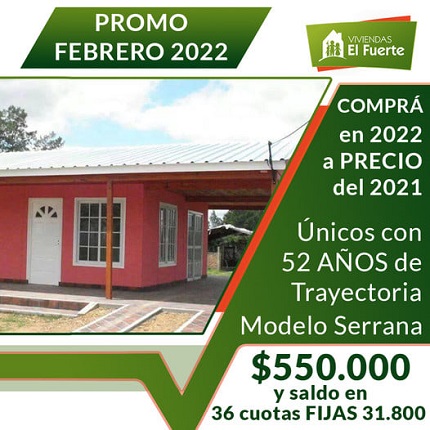 PROMO
FEBRERO 2022
VIVIENDAS
El Fuerte
COMPRÁ
en 2022
a PRECIO
del 2021
Únicos con
52 AÑOS de
Trayectoria
Modelo Serrana
$550.000
y saldo en
36 cuotas FIJAS 31.800